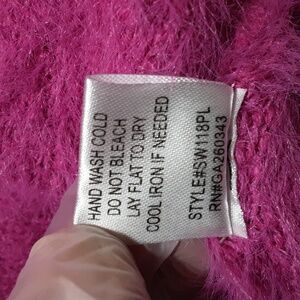 HAND WASH COLD
DO NOT BLEACH
LAY FLAT TO DRY
COOL IRON IF NEEDED
STYLE#SW118PL
RN#GA260343